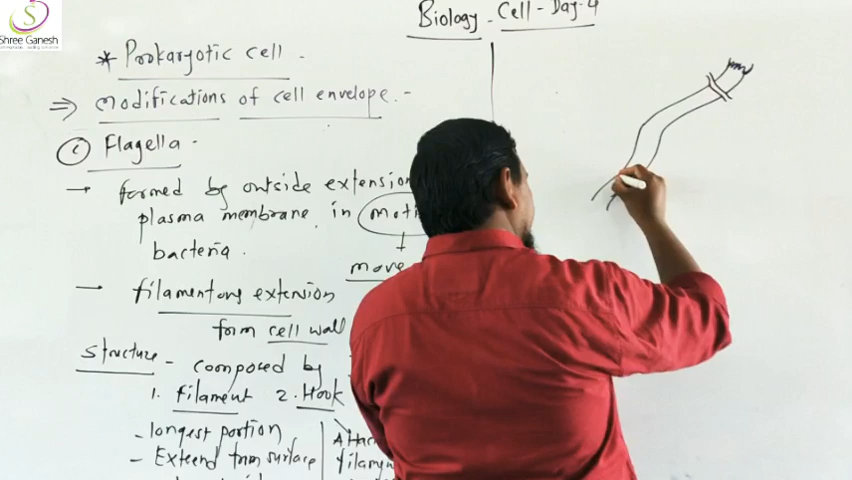 S
Shree Ganesh
Biology - Cell - Day-4
* Prokaryotic cell.
⇒ Modifications of cell envelope.-
(i) Flagella -
→ formed by outside extension
plasma membrane in
bacteria.
move
→ filamentous extension
form cell wall
Structure - composed by
1. filament 2. Hook
- longest portion
- Extend from surface